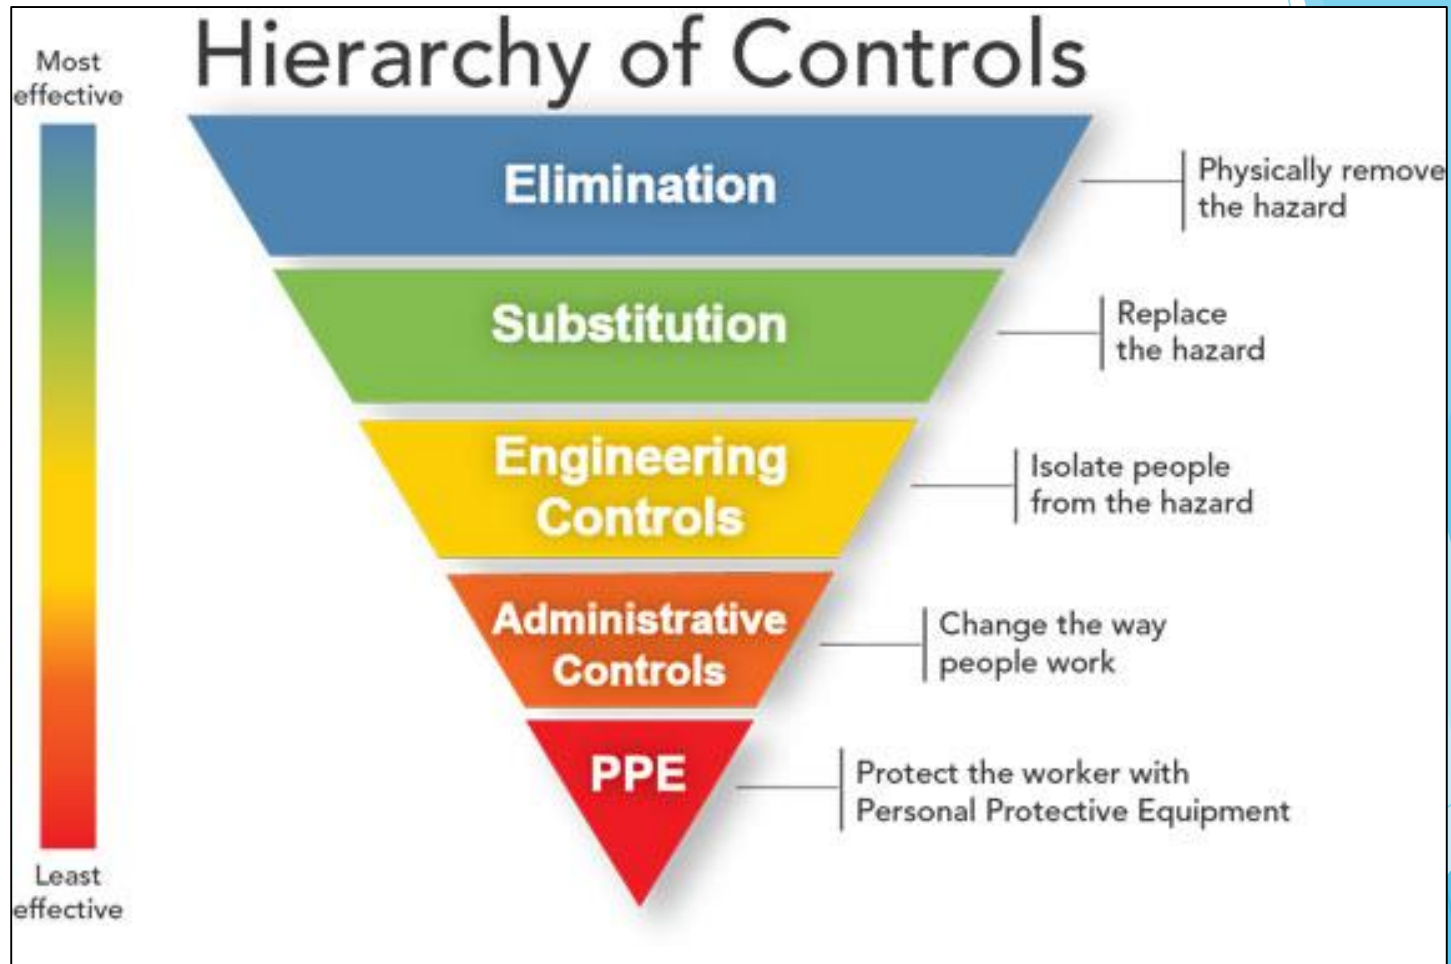 Hierarchy of Controls
Most
effective
Elimination
Physically remove
the hazard
Substitution
Replace
the hazard
Engineering
Controls
Isolate people
from the hazard
Administrative
Controls
Change the way
people work
PPE
Protect the worker with
Personal Protective Equipment
Least
effective